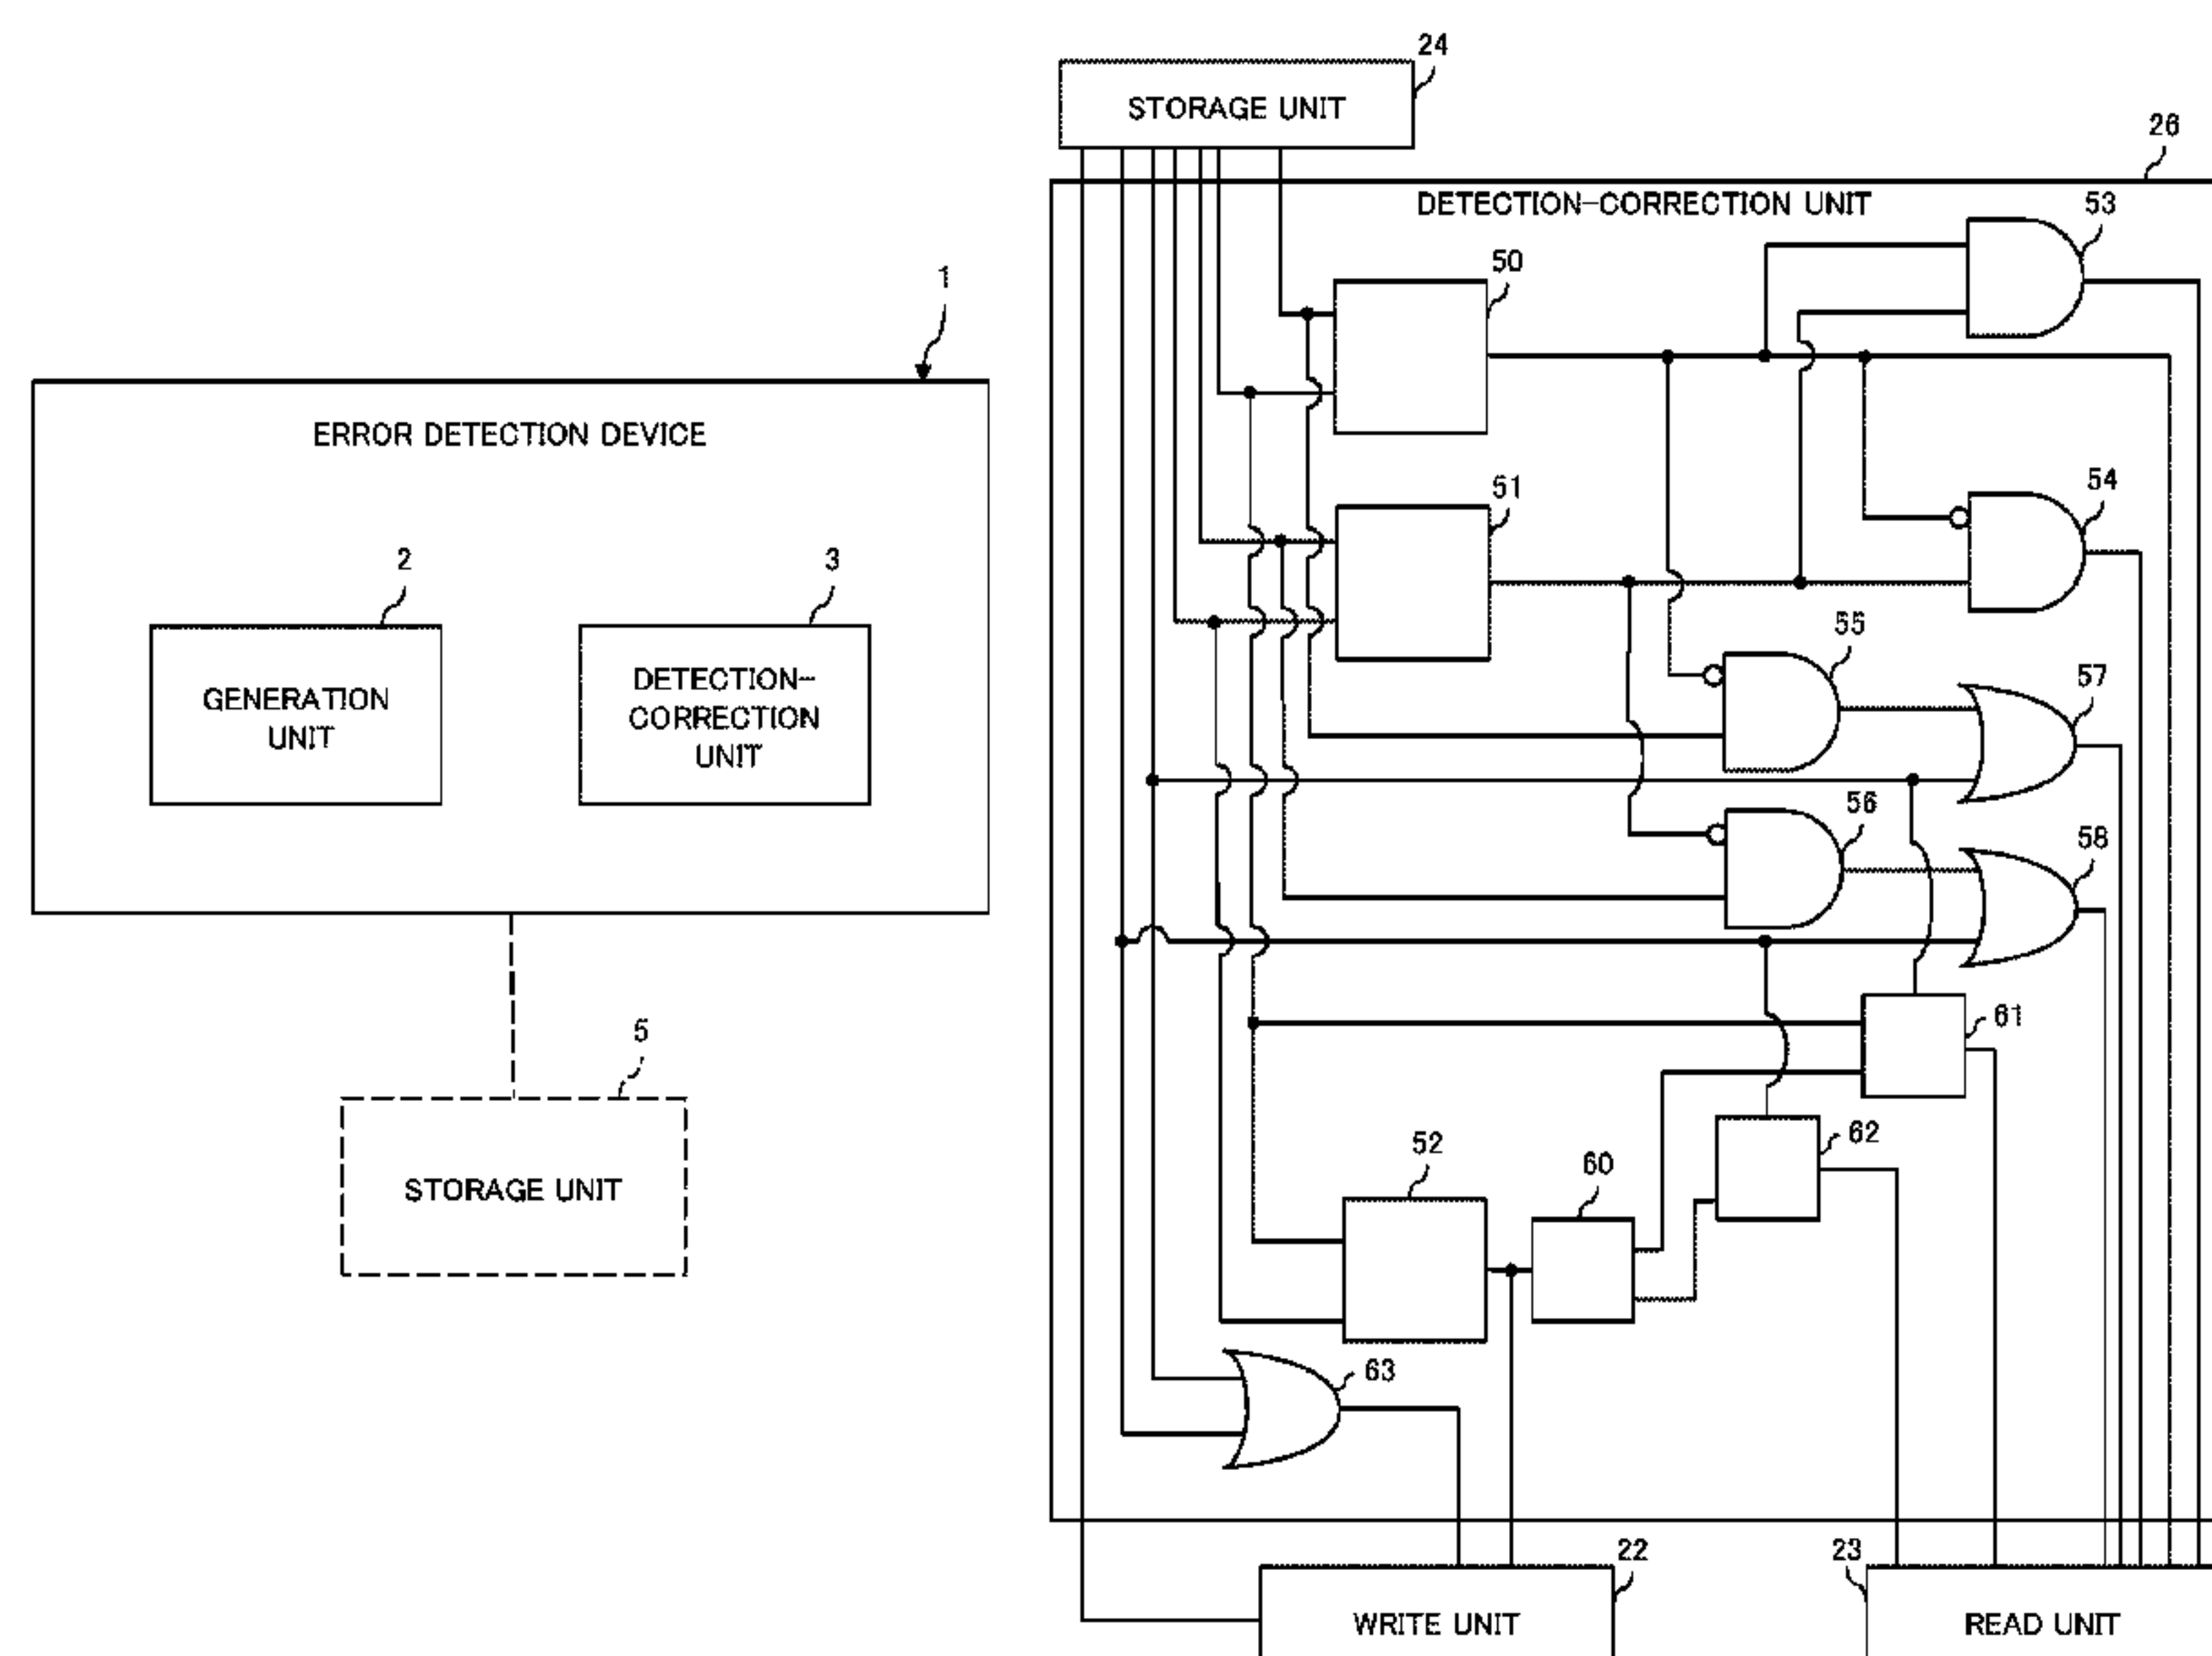 1
ERROR DETECTION DEVICE
2
GENERATION
UNIT
3
DETECTION-
CORRECTION
UNIT
5
STORAGE UNIT
24
STORAGE UNIT
26
DETECTION-CORRECTION UNIT
53
50
54
51
55
57
56
58
61
62
52
60
63
22
WRITE UNIT
23
READ UNIT